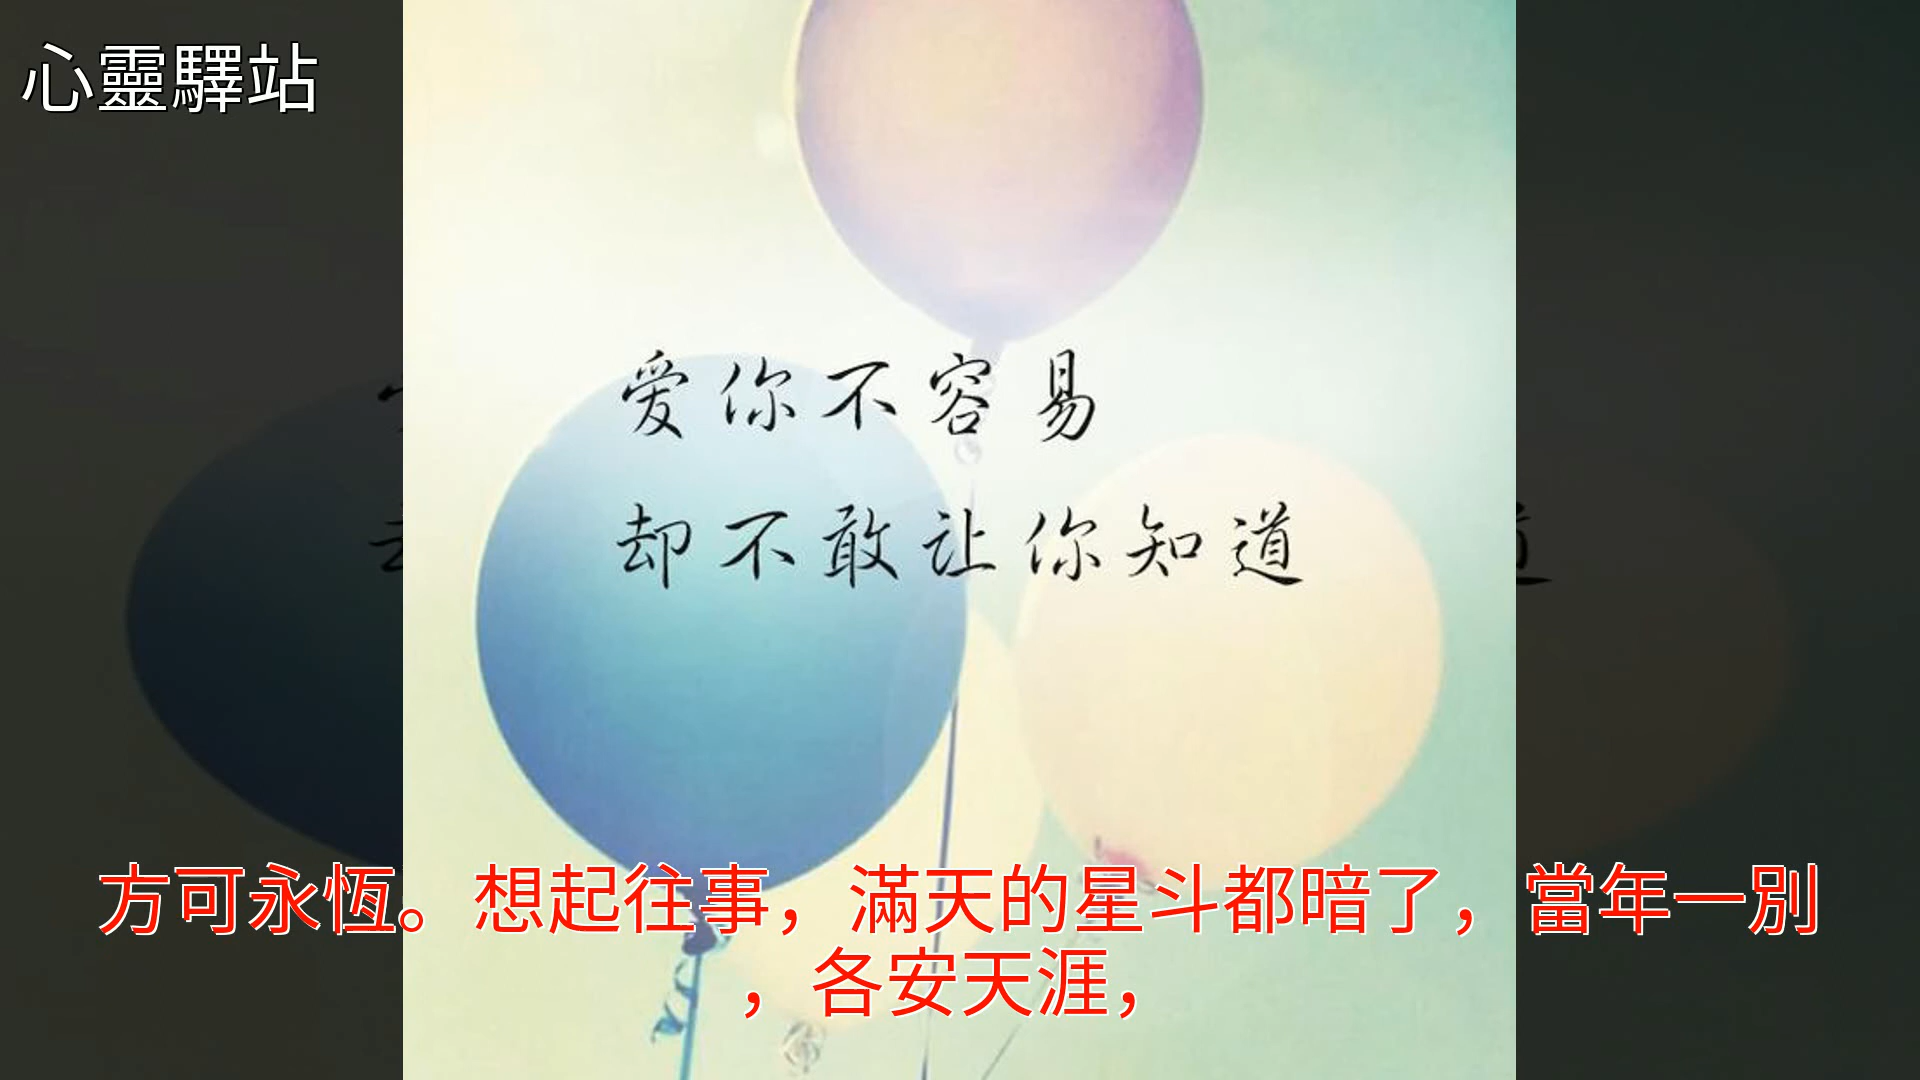 心靈驛站
爱你不容易
却不敢让你知道
方可永恆。想起往事，滿天的星斗都暗了，當年一別
，各安天涯，